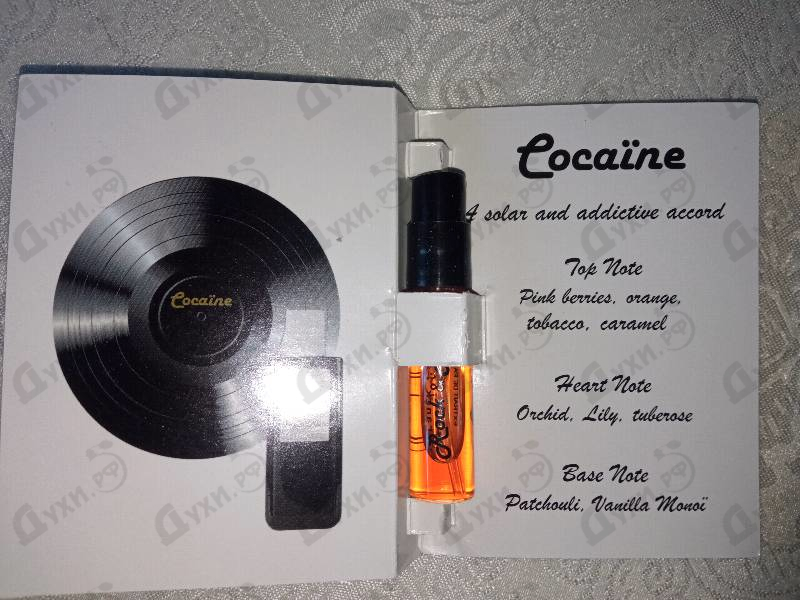 Cocaïne
Cocaïne
A solar and addictive accord
Top Note
Pink berries, orange,
tobacco, caramel
Heart Note
Orchid, Lily, tuberose
Base Note
Patchouli, Vanilla Monoï
Духи.рф